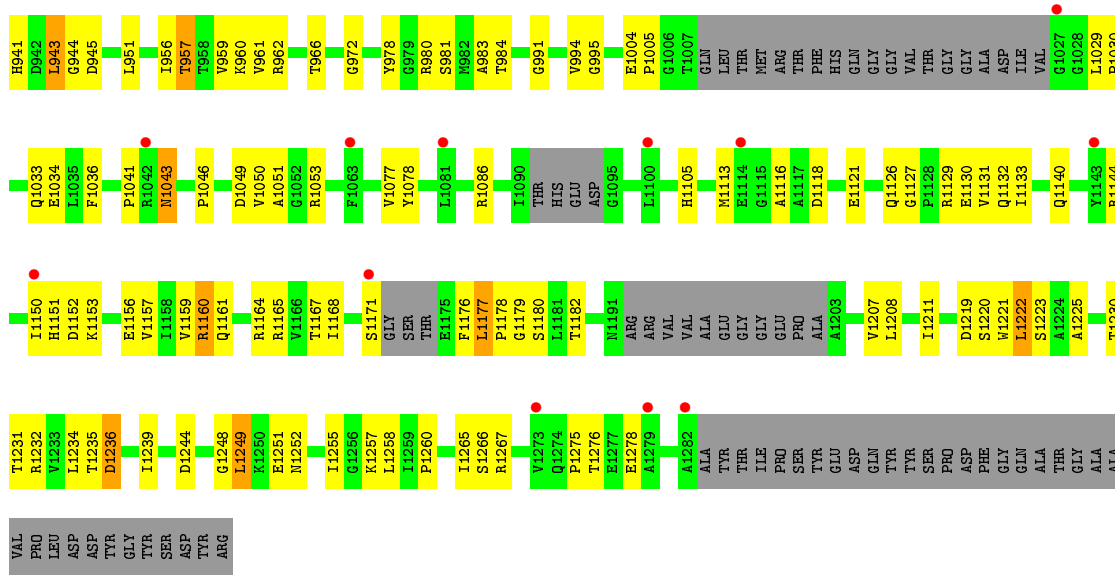 H941 D942 L943 G944 D945 L951 I956 T957 T958 V959 K960 V961 R962 T966 G972 Y978 G979 R980 S981 M982 A983 T984 G991 V994 G995 E1004 P1005 G1006 T1007 GLN LEU THR MET ARG THR PHE HIS GLN GLY GLY VAL THR GLY GLY ALA ASP ILE VAL G1027 G1028 L1029 P1030
Q1033 E1034 L1035 F1036 P1041 R1042 N1043 P1046 D1049 V1050 A1051 G1052 R1053 F1063 V1077 Y1078 L1081 R1086 I1090 THR HIS GLU ASP G1095 L1100 H1105 M1113 E1114 G1115 A1116 A1117 D1118 E1121 Q1126 G1127 P1128 R1129 E1130 V1131 Q1132 I1133 Q1140 Y1143 R1144
I1150 H1151 D1152 K1153 E1156 V1157 I1158 V1159 R1160 Q1161 R1164 R1165 V1166 T1167 I1168 S1171 GLY SER THR E1175 F1176 L1177 P1178 G1179 S1180 L1181 T1182 N1191 ARG ARG VAL VAL ALA GLU GLY GLY GLU PRO ALA A1203 V1207 L1208 I1211 D1219 S1220 W1221 L1222 S1223 A1224 A1225 T1230
T1231 R1232 V1233 L1234 T1235 D1236 I1239 D1244 G1248 L1249 K1250 E1251 N1252 I1255 G1256 K1257 L1258 I1259 P1260 I1265 S1266 R1267 V1273 Q1274 P1275 T1276 E1277 E1278 A1279 A1282 ALA TYR THR ILE PRO SER TYR GLU ASP GLN TYR TYR SER PRO ASP PHE GLY GLN ALA THR GLY ALA ALA
VAL PRO LEU ASP ASP TYR GLY TYR SER ASP TYR ARG